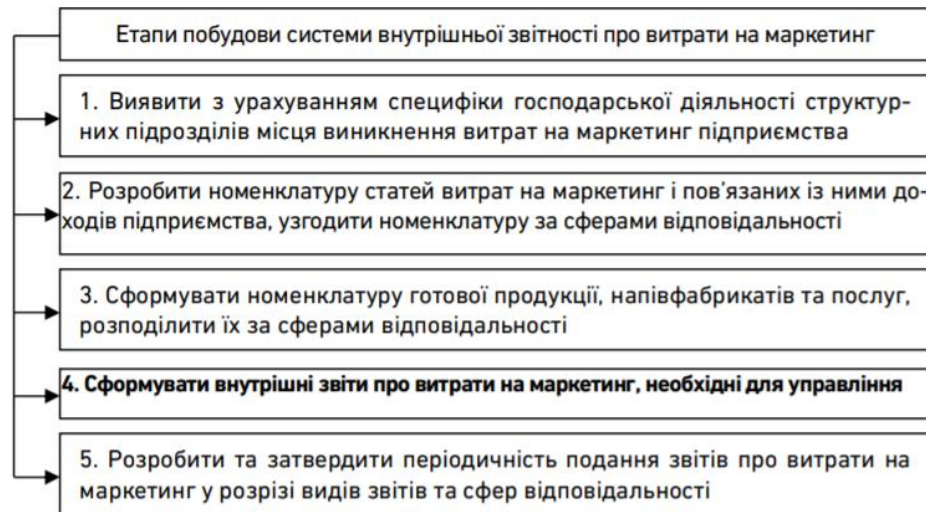 Етапи побудови системи внутрішньої звітності про витрати на маркетинг
1. Виявити з урахуванням специфіки господарської діяльності структур-
них підрозділів місця виникнення витрат на маркетинг підприємства
2. Розробити номенклатуру статей витрат на маркетинг і пов’язаних із ними до-
ходів підприємства, узгодити номенклатуру за сферами відповідальності
3. Сформувати номенклатуру готової продукції, напівфабрикатів та послуг,
розподілити їх за сферами відповідальності
4. Сформувати внутрішні звіти про витрати на маркетинг, необхідні для управління
5. Розробити та затвердити періодичність подання звітів про витрати на
маркетинг у розрізі видів звітів та сфер відповідальності